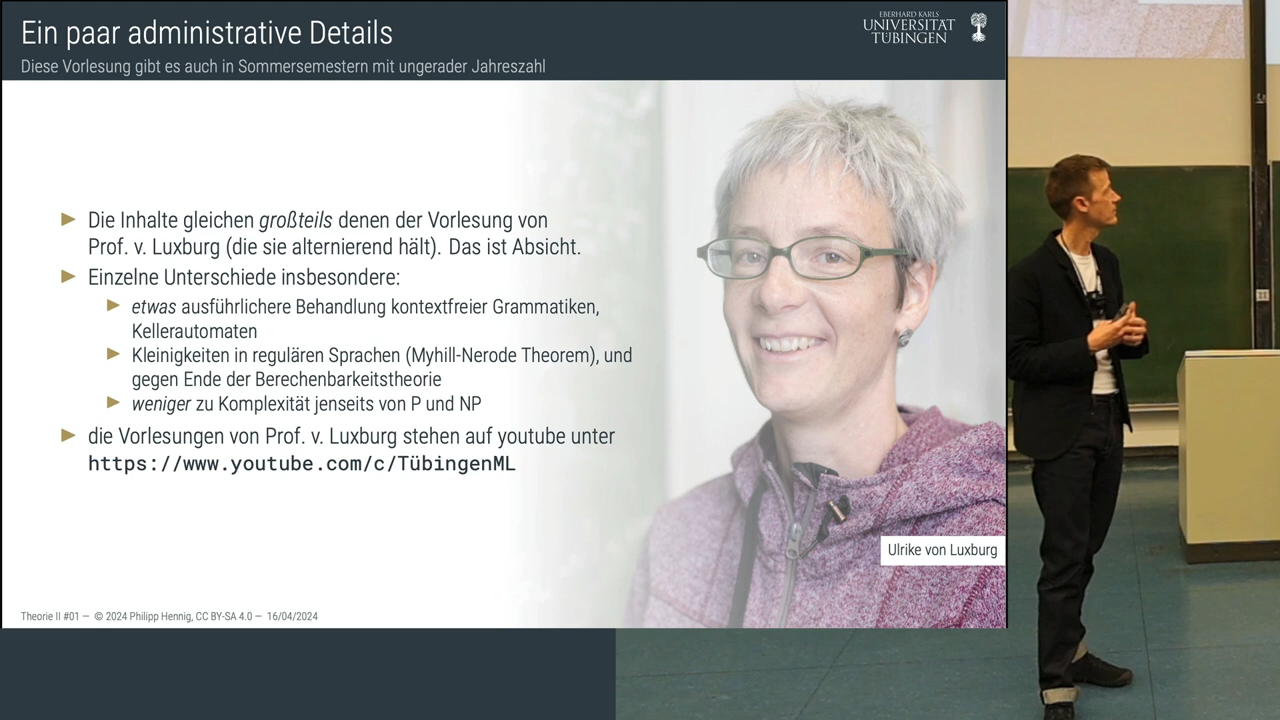 Ein paar administrative Details
Diese Vorlesung gibt es auch in Sommersemestern mit ungerader Jahreszahl
EBERHARD KARLS
UNIVERSITÄT
TÜBINGEN
Die Inhalte gleichen großteils denen der Vorlesung von
Prof. v. Luxburg (die sie alternierend hält). Das ist Absicht.
Einzelne Unterschiede insbesondere:
etwas ausführlichere Behandlung kontextfreier Grammatiken,
Kellerautomaten
Kleinigkeiten in regulären Sprachen (Myhill-Nerode Theorem), und
gegen Ende der Berechenbarkeitstheorie
weniger zu Komplexität jenseits von P und NP
die Vorlesungen von Prof. v. Luxburg stehen auf youtube unter
https://www.youtube.com/c/TübingenML
Ulrike von Luxburg
Theorie II #01 — © 2024 Philipp Hennig, CC BY-SA 4.0 — 16/04/2024